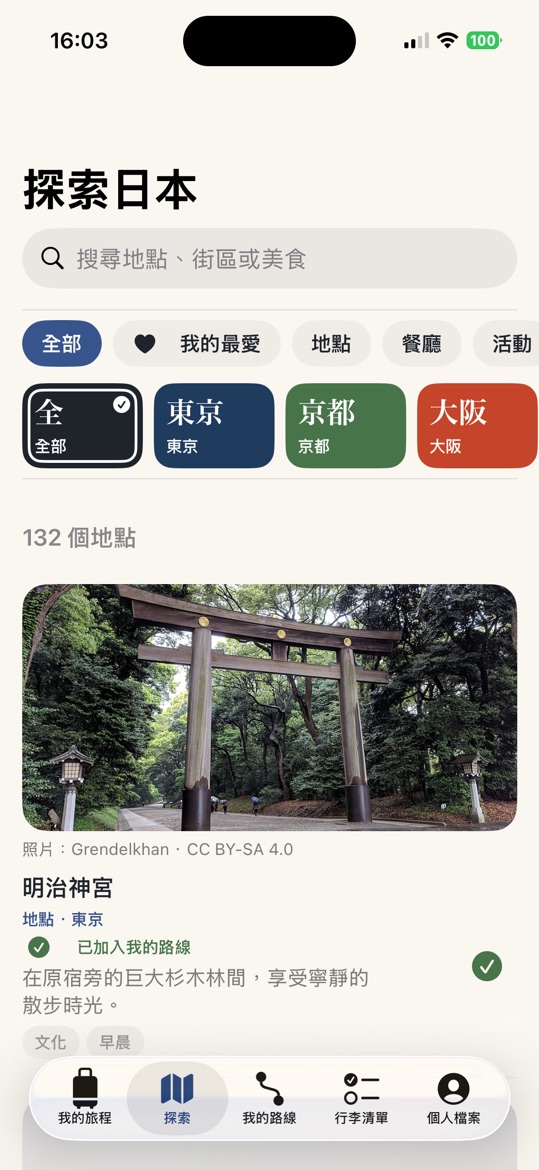 16:03
100
探索日本
搜尋地點、街區或美食
全部
我的最愛
地點
餐廳
活動
全
全部
東京
東京
京都
京都
大阪
大阪
132 個地點
照片：Grendelkhan · CC BY-SA 4.0
明治神宮
地點 · 東京
已加入我的路線
在原宿旁的巨大杉木林間，享受寧靜的
散步時光。
文化
早晨
我的旅程
探索
我的路線
行李清單
個人檔案